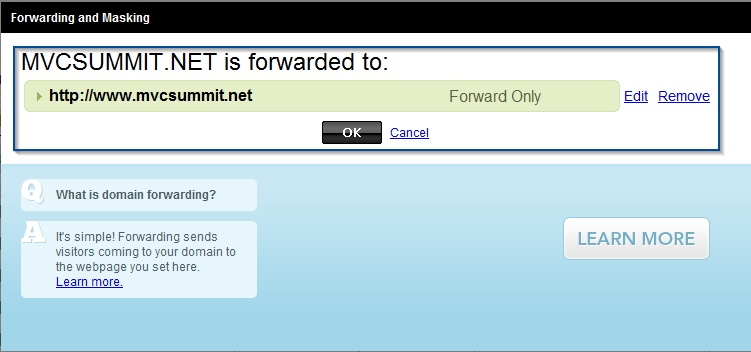 Forwarding and Masking
MVCSUMMIT.NET is forwarded to:
http://www.mvcsummit.net Forward Only Edit Remove
OK Cancel
Q What is domain forwarding?
A It's simple! Forwarding sends
visitors coming to your domain to
the webpage you set here.
Learn more.
LEARN MORE